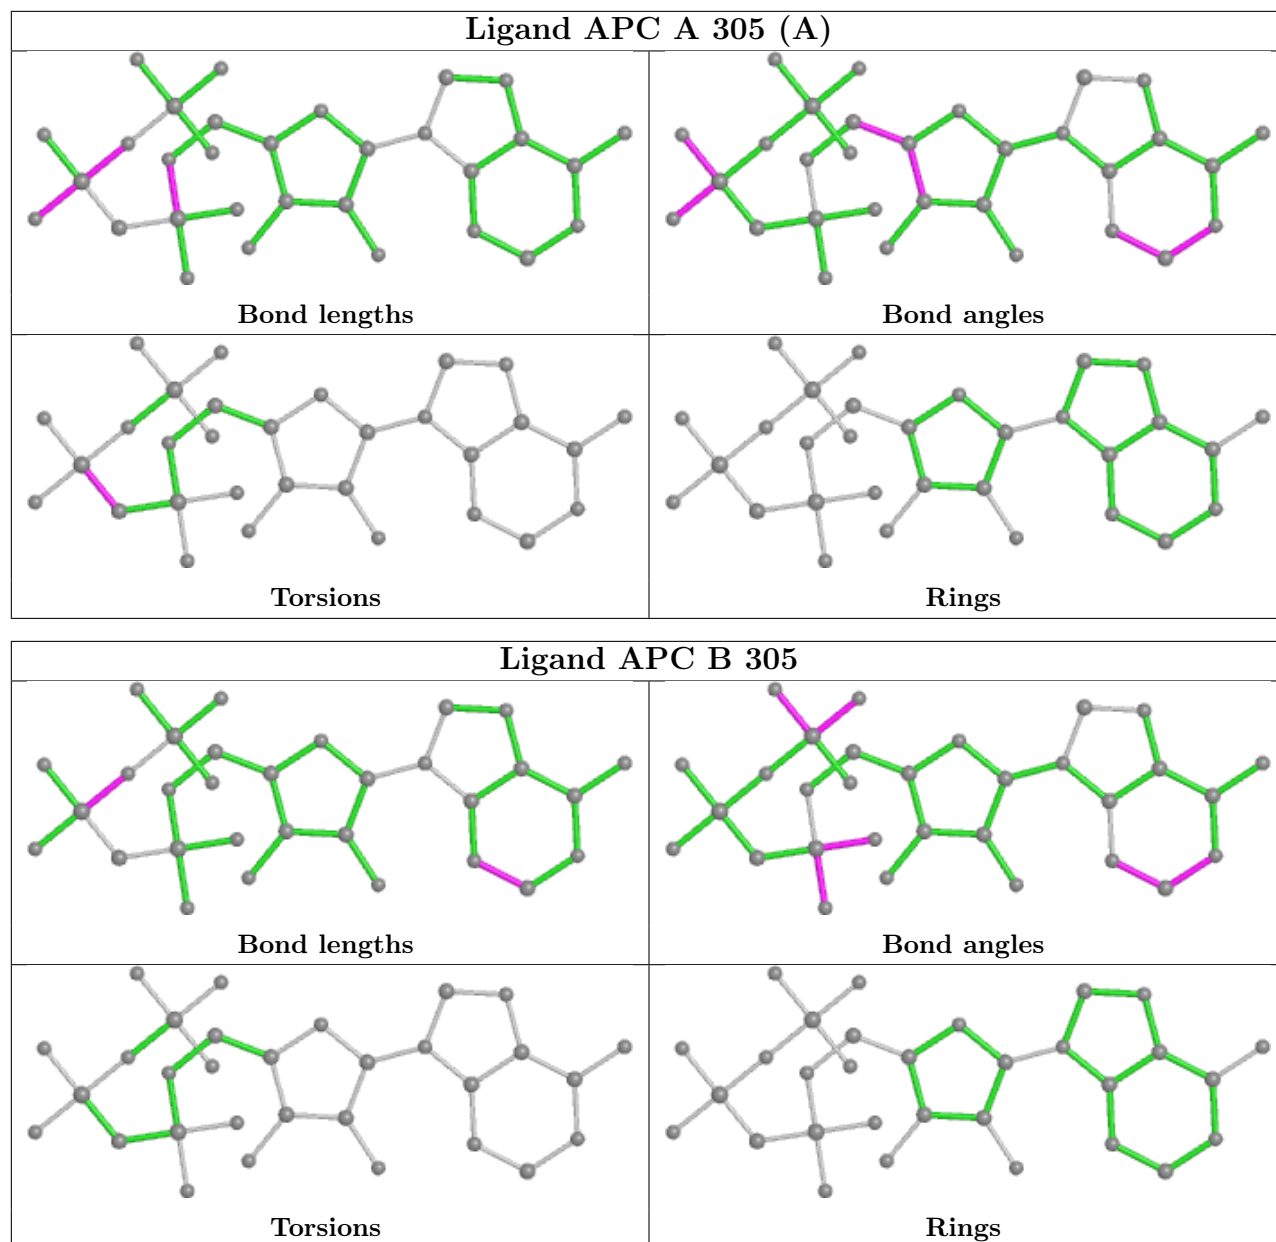 Ligand APC A 305 (A)
Bond lengths
Bond angles
Torsions
Rings
Ligand APC B 305
Bond lengths
Bond angles
Torsions
Rings